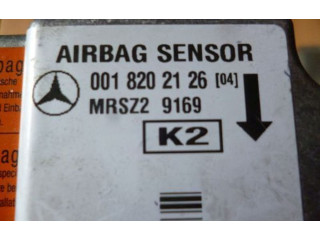 AIRBAG SENSOR
001 820 21 26 [04]
MRSZ2 9169
K2